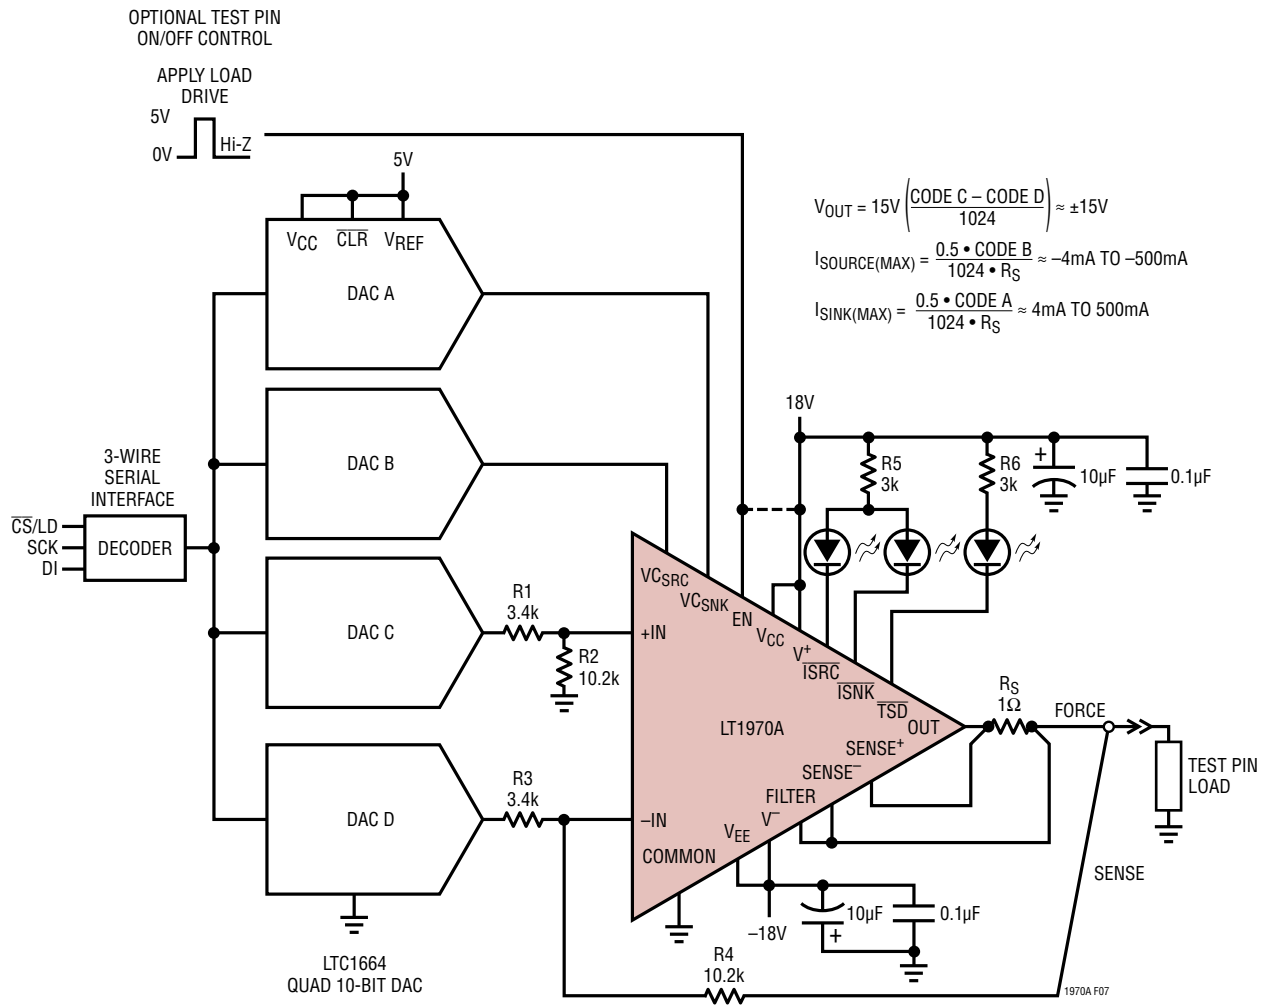 OPTIONAL TEST PIN
ON/OFF CONTROL
APPLY LOAD
DRIVE
5V
0V
Hi-Z
5V
VCC
CLR
VREF
DAC A
VOUT = 15V (CODE C – CODE D / 1024) ≈ ±15V
ISOURCE(MAX) = 0.5 • CODE B / 1024 • RS ≈ –4mA TO –500mA
ISINK(MAX) = 0.5 • CODE A / 1024 • RS ≈ 4mA TO 500mA
18V
DAC B
R5
3k
R6
3k
+
10µF
0.1µF
3-WIRE
SERIAL
INTERFACE
CS/LD
SCK
DI
DECODER
DAC C
R1
3.4k
R2
10.2k
VCSRC
VCSNK
EN
VCC
V+
ISRC
ISNK
TSD
+IN
LT1970A
OUT
SENSE+
SENSE–
FILTER
V–
VEE
–IN
COMMON
RS
1Ω
FORCE
TEST PIN
LOAD
SENSE
DAC D
R3
3.4k
10µF
+
0.1µF
–18V
R4
10.2k
LTC1664
QUAD 10-BIT DAC
1970A F07